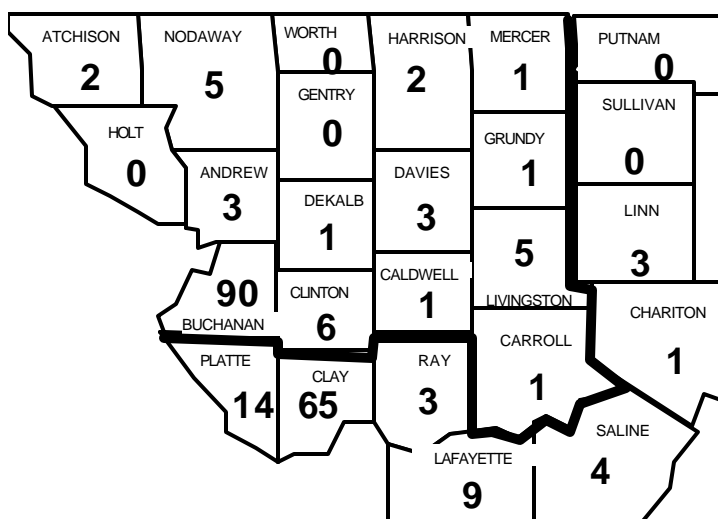 ATCHISON
2
NODAWAY
5
WORTH
0
HARRISON
2
MERCER
1
PUTNAM
0
HOLT
0
GENTRY
0
GRUNDY
1
SULLIVAN
0
ANDREW
3
DEKALB
1
DAVIES
3
5
LIVINGSTON
LINN
3
90
BUCHANAN
CLINTON
6
CALDWELL
1
CHARITON
1
PLATTE
14
CLAY
65
RAY
3
CARROLL
1
LAFAYETTE
9
SALINE
4